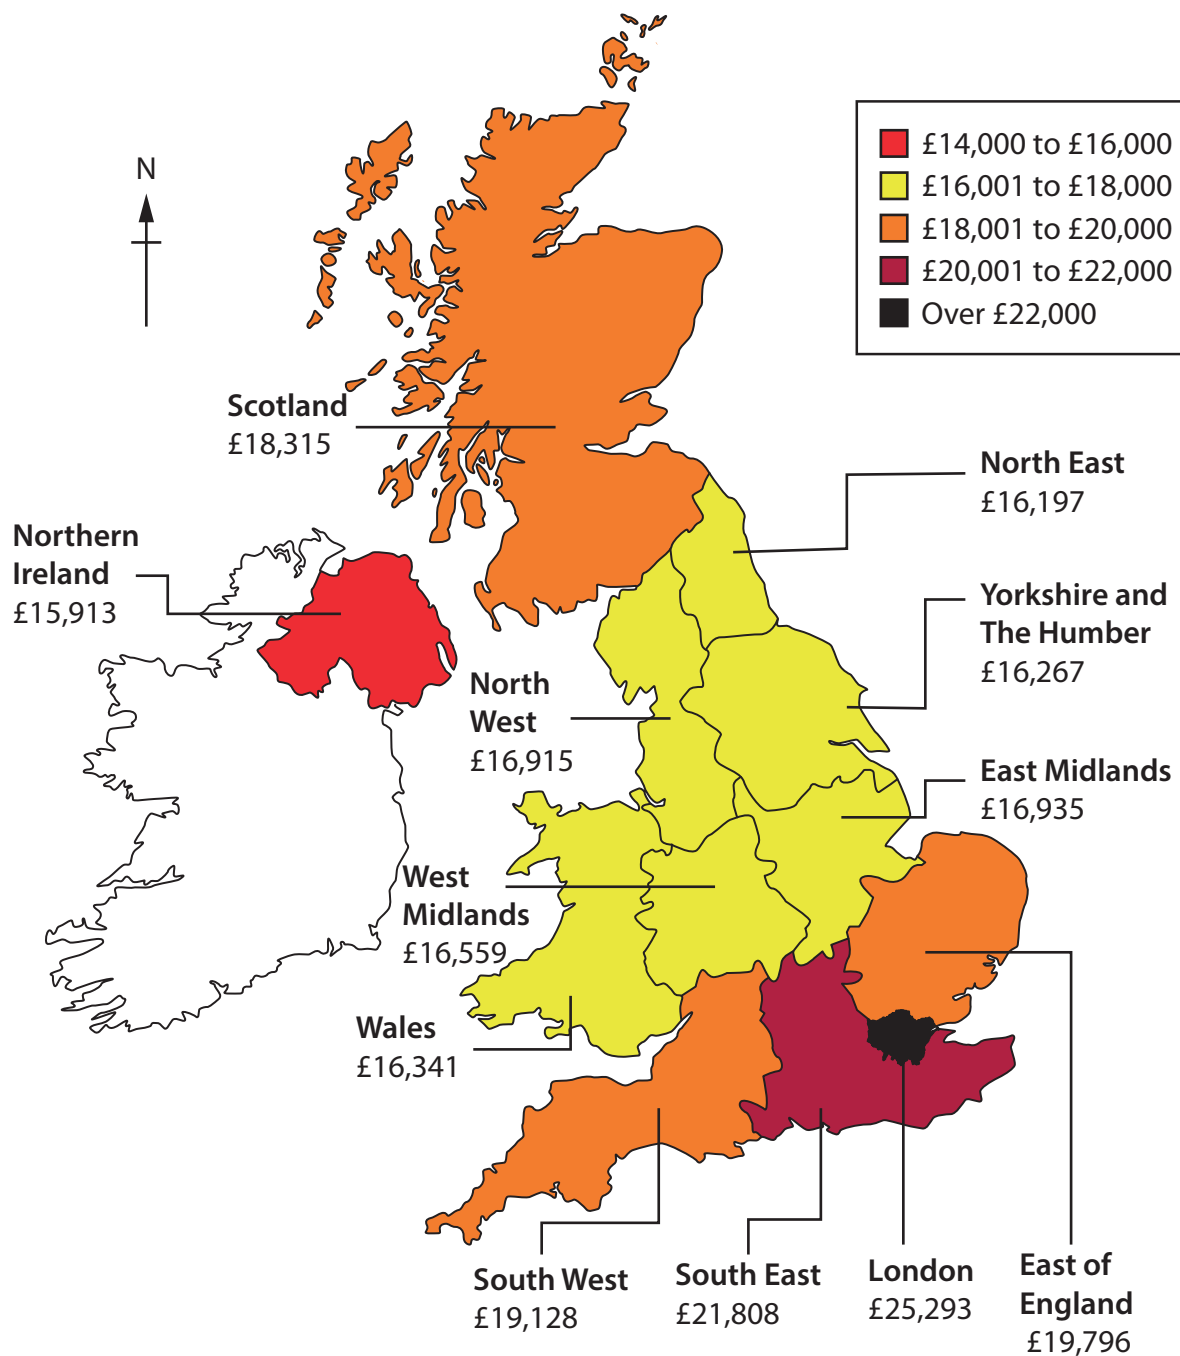 N
£14,000 to £16,000
£16,001 to £18,000
£18,001 to £20,000
£20,001 to £22,000
Over £22,000
Scotland
£18,315
North East
£16,197
Northern
Ireland
£15,913
Yorkshire and
The Humber
£16,267
North
West
£16,915
East Midlands
£16,935
West
Midlands
£16,559
Wales
£16,341
South West
£19,128
South East
£21,808
London
£25,293
East of
England
£19,796